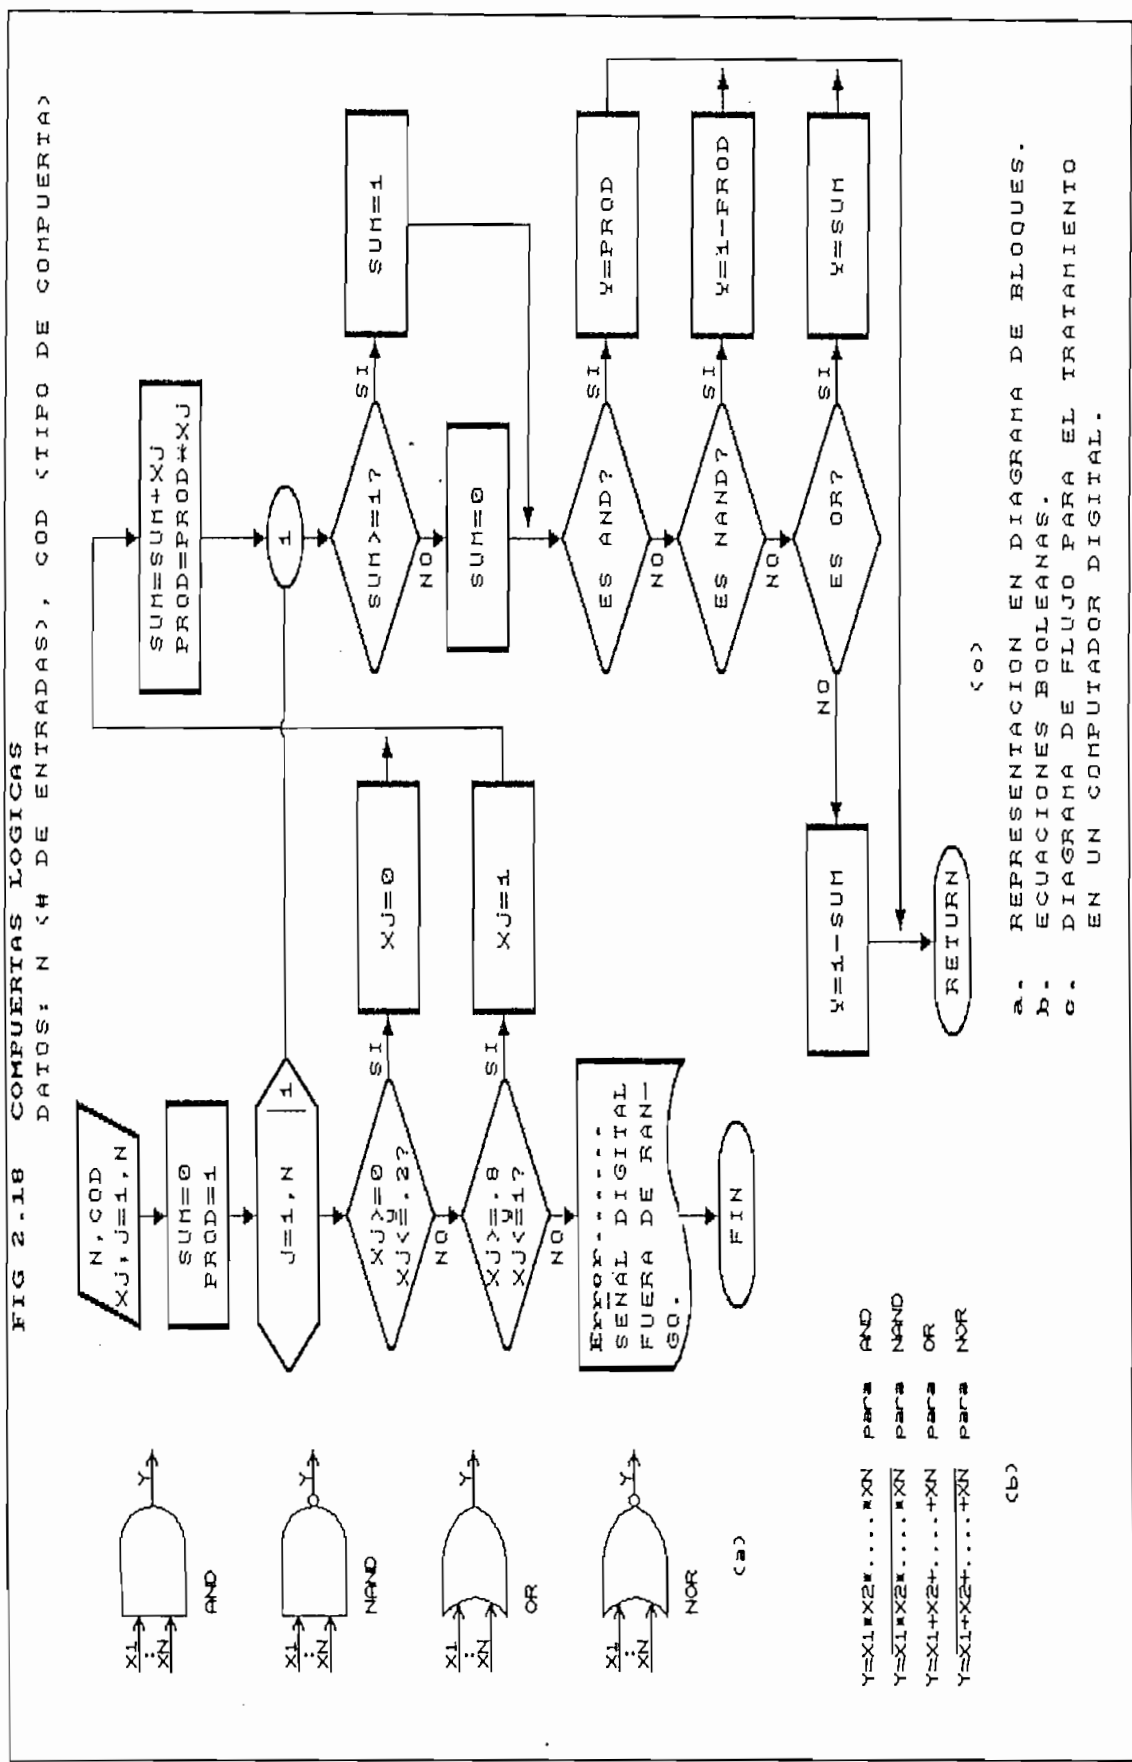 FIG 2.18 COMPUERTAS LOGICAS
DATOS: N (# DE ENTRADAS), COD (TIPO DE COMPUERTA)
X1
..
XN
Y
AND
X1
..
XN
Y
NAND
X1
..
XN
Y
OR
X1
..
XN
Y
NOR
(a)
Y=X1*X2*....*XN para AND
Y=X1*X2*....*XN para NAND
Y=X1+X2+....+XN para OR
Y=X1+X2+....+XN para NOR
(b)
N,COD
Xj,j=1,N
SUM=0
PROD=1
J=1,N
1
XJ>=0
Y
XJ<=.2?
SI
NO
XJ=0
XJ>=.8
Y
XJ<=1?
SI
NO
XJ=1
Error.......
SEÑAL DIGITAL
FUERA DE RAN-
GO.
FIN
SUM=SUM+XJ
PROD=PROD*XJ
1
SUM>=1?
SI
NO
SUM=1
SUM=0
ES AND?
SI
NO
Y=PROD
ES NAND?
SI
NO
Y=1-PROD
ES OR?
SI
NO
Y=SUM
Y=1-SUM
RETURN
(c)
a. REPRESENTACION EN DIAGRAMA DE BLOQUES.
b. ECUACIONES BOOLEANAS.
c. DIAGRAMA DE FLUJO PARA EL TRATAMIENTO
EN UN COMPUTADOR DIGITAL.